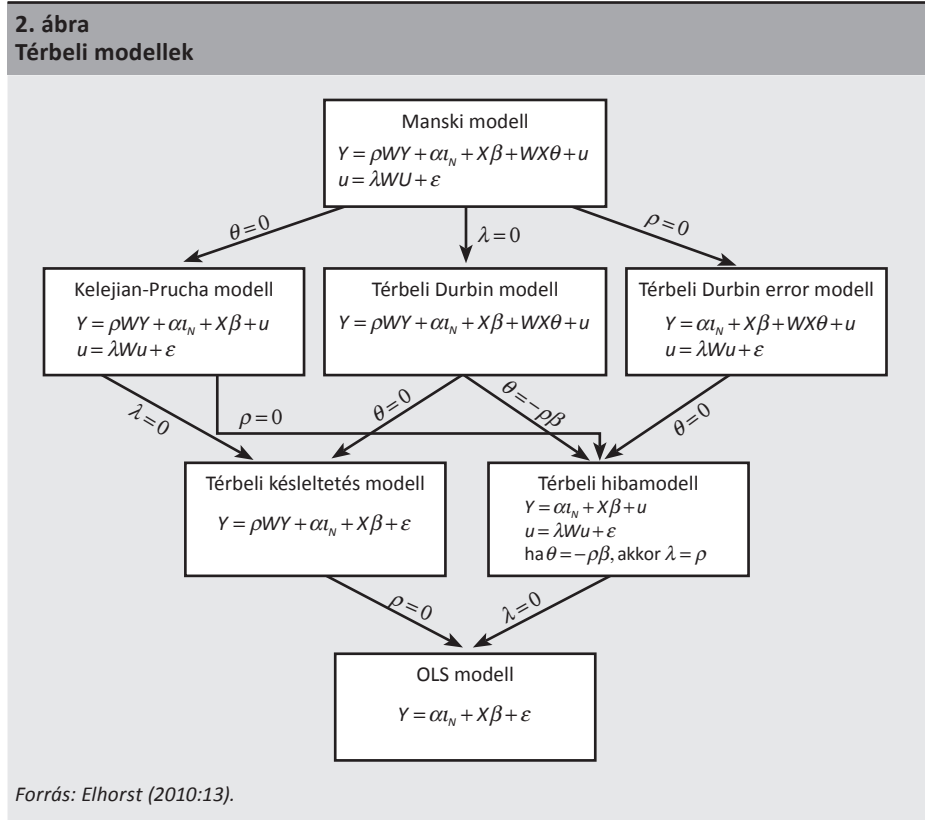 2. ábra
Térbeli modellek
Manski modell
Y = ρWY + αι_N + Xβ + WXθ + u
u = λWU + ε
θ = 0
λ = 0
ρ = 0
Kelejian-Prucha modell
Y = ρWY + αι_N + Xβ + u
u = λWu + ε
Térbeli Durbin modell
Y = ρWY + αι_N + Xβ + WXθ + u
Térbeli Durbin error modell
Y = αι_N + Xβ + WXθ + u
u = λWu + ε
λ = 0
ρ = 0
θ = 0
θ = −ρβ
θ = 0
Térbeli késleltetés modell
Y = ρWY + αι_N + Xβ + ε
Térbeli hibamodell
Y = αι_N + Xβ + u
u = λWu + ε
ha θ = −ρβ, akkor λ = ρ
ρ = 0
λ = 0
OLS modell
Y = αι_N + Xβ + ε
Forrás: Elhorst (2010:13).